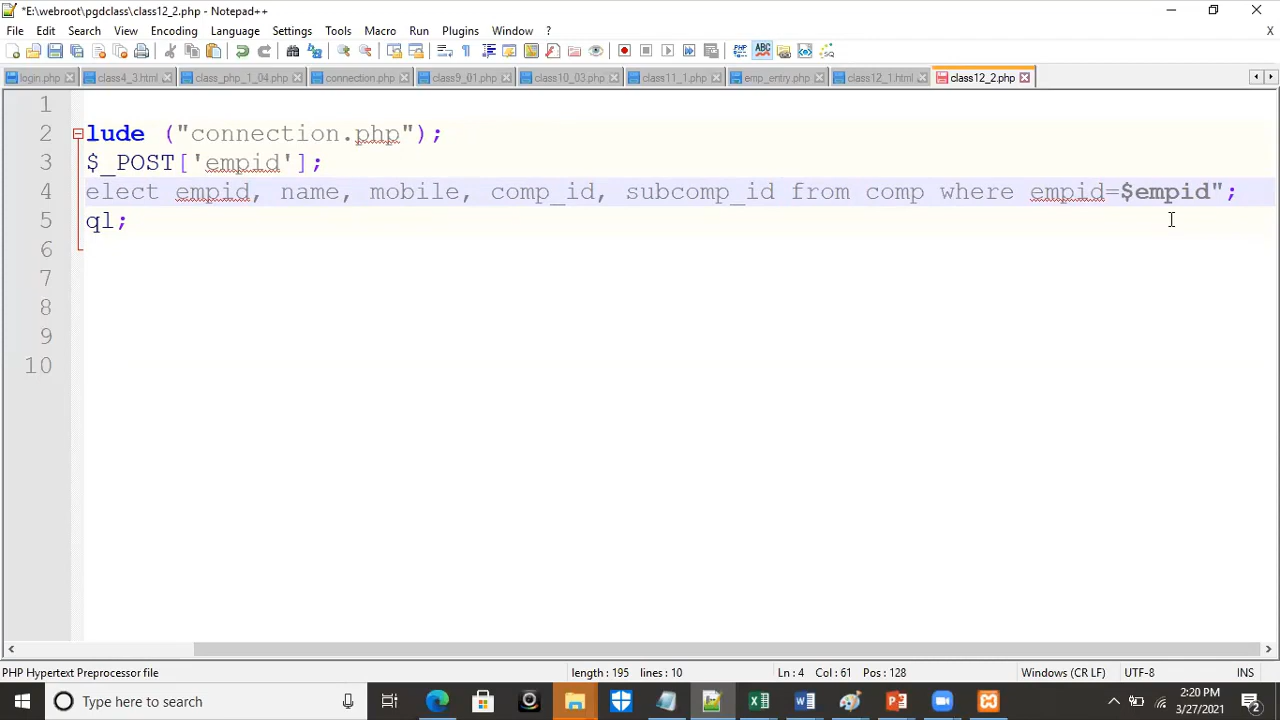 *E:\webroot\pgdclass\class12_2.php - Notepad++
File Edit Search View Encoding Language Settings Tools Macro Run Plugins Window ? X
login.php class4_3.html class_php_1_04.php connection.php class9_01.php class10_03.php class11_1.php emp_entry.php class12_1.html class12_2.php
1
2 lude ("connection.php");
3 $_POST['empid'];
4 elect empid, name, mobile, comp_id, subcomp_id from comp where empid=$empid";
5 ql;
6
7
8
9
10
PHP Hypertext Preprocessor file length : 195 lines : 10 Ln : 4 Col : 61 Pos : 128 Windows (CR LF) UTF-8 INS
Type here to search
2:20 PM
3/27/2021
2